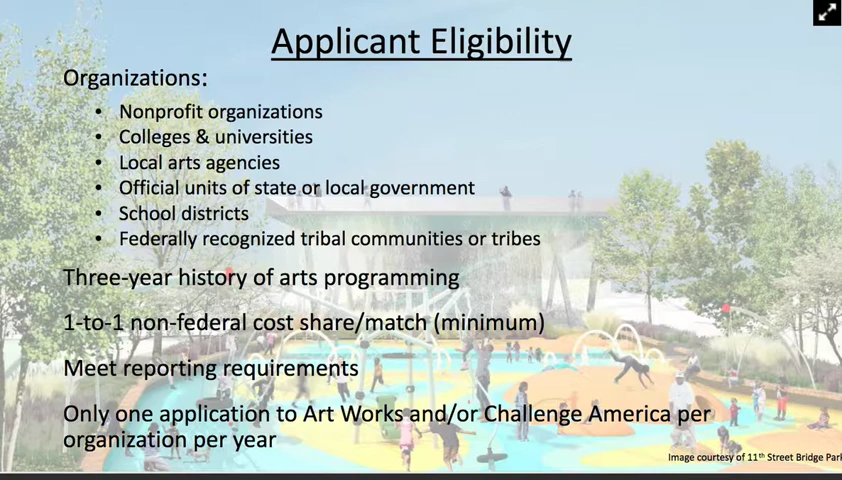 Applicant Eligibility
Organizations:
• Nonprofit organizations
• Colleges & universities
• Local arts agencies
• Official units of state or local government
• School districts
• Federally recognized tribal communities or tribes
Three-year history of arts programming
1-to-1 non-federal cost share/match (minimum)
Meet reporting requirements
Only one application to Art Works and/or Challenge America per
organization per year
Image courtesy of 11th Street Bridge Park